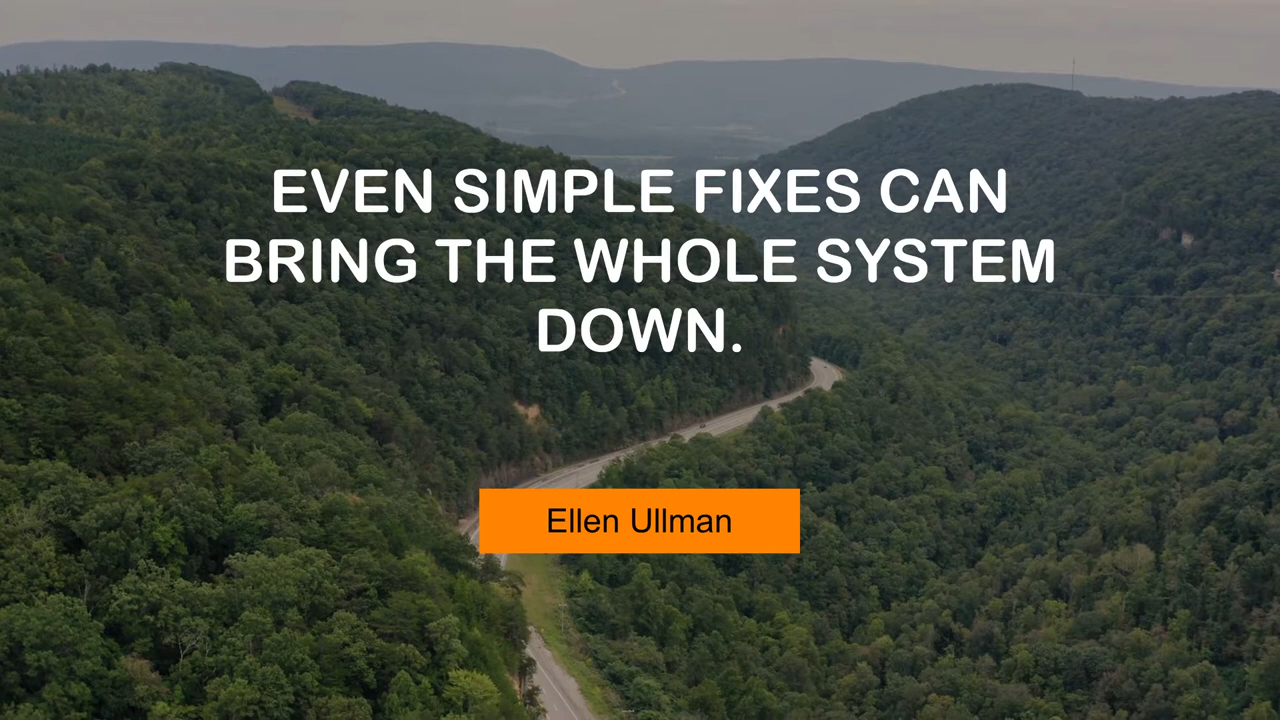 EVEN SIMPLE FIXES CAN
BRING THE WHOLE SYSTEM
DOWN.
Ellen Ullman